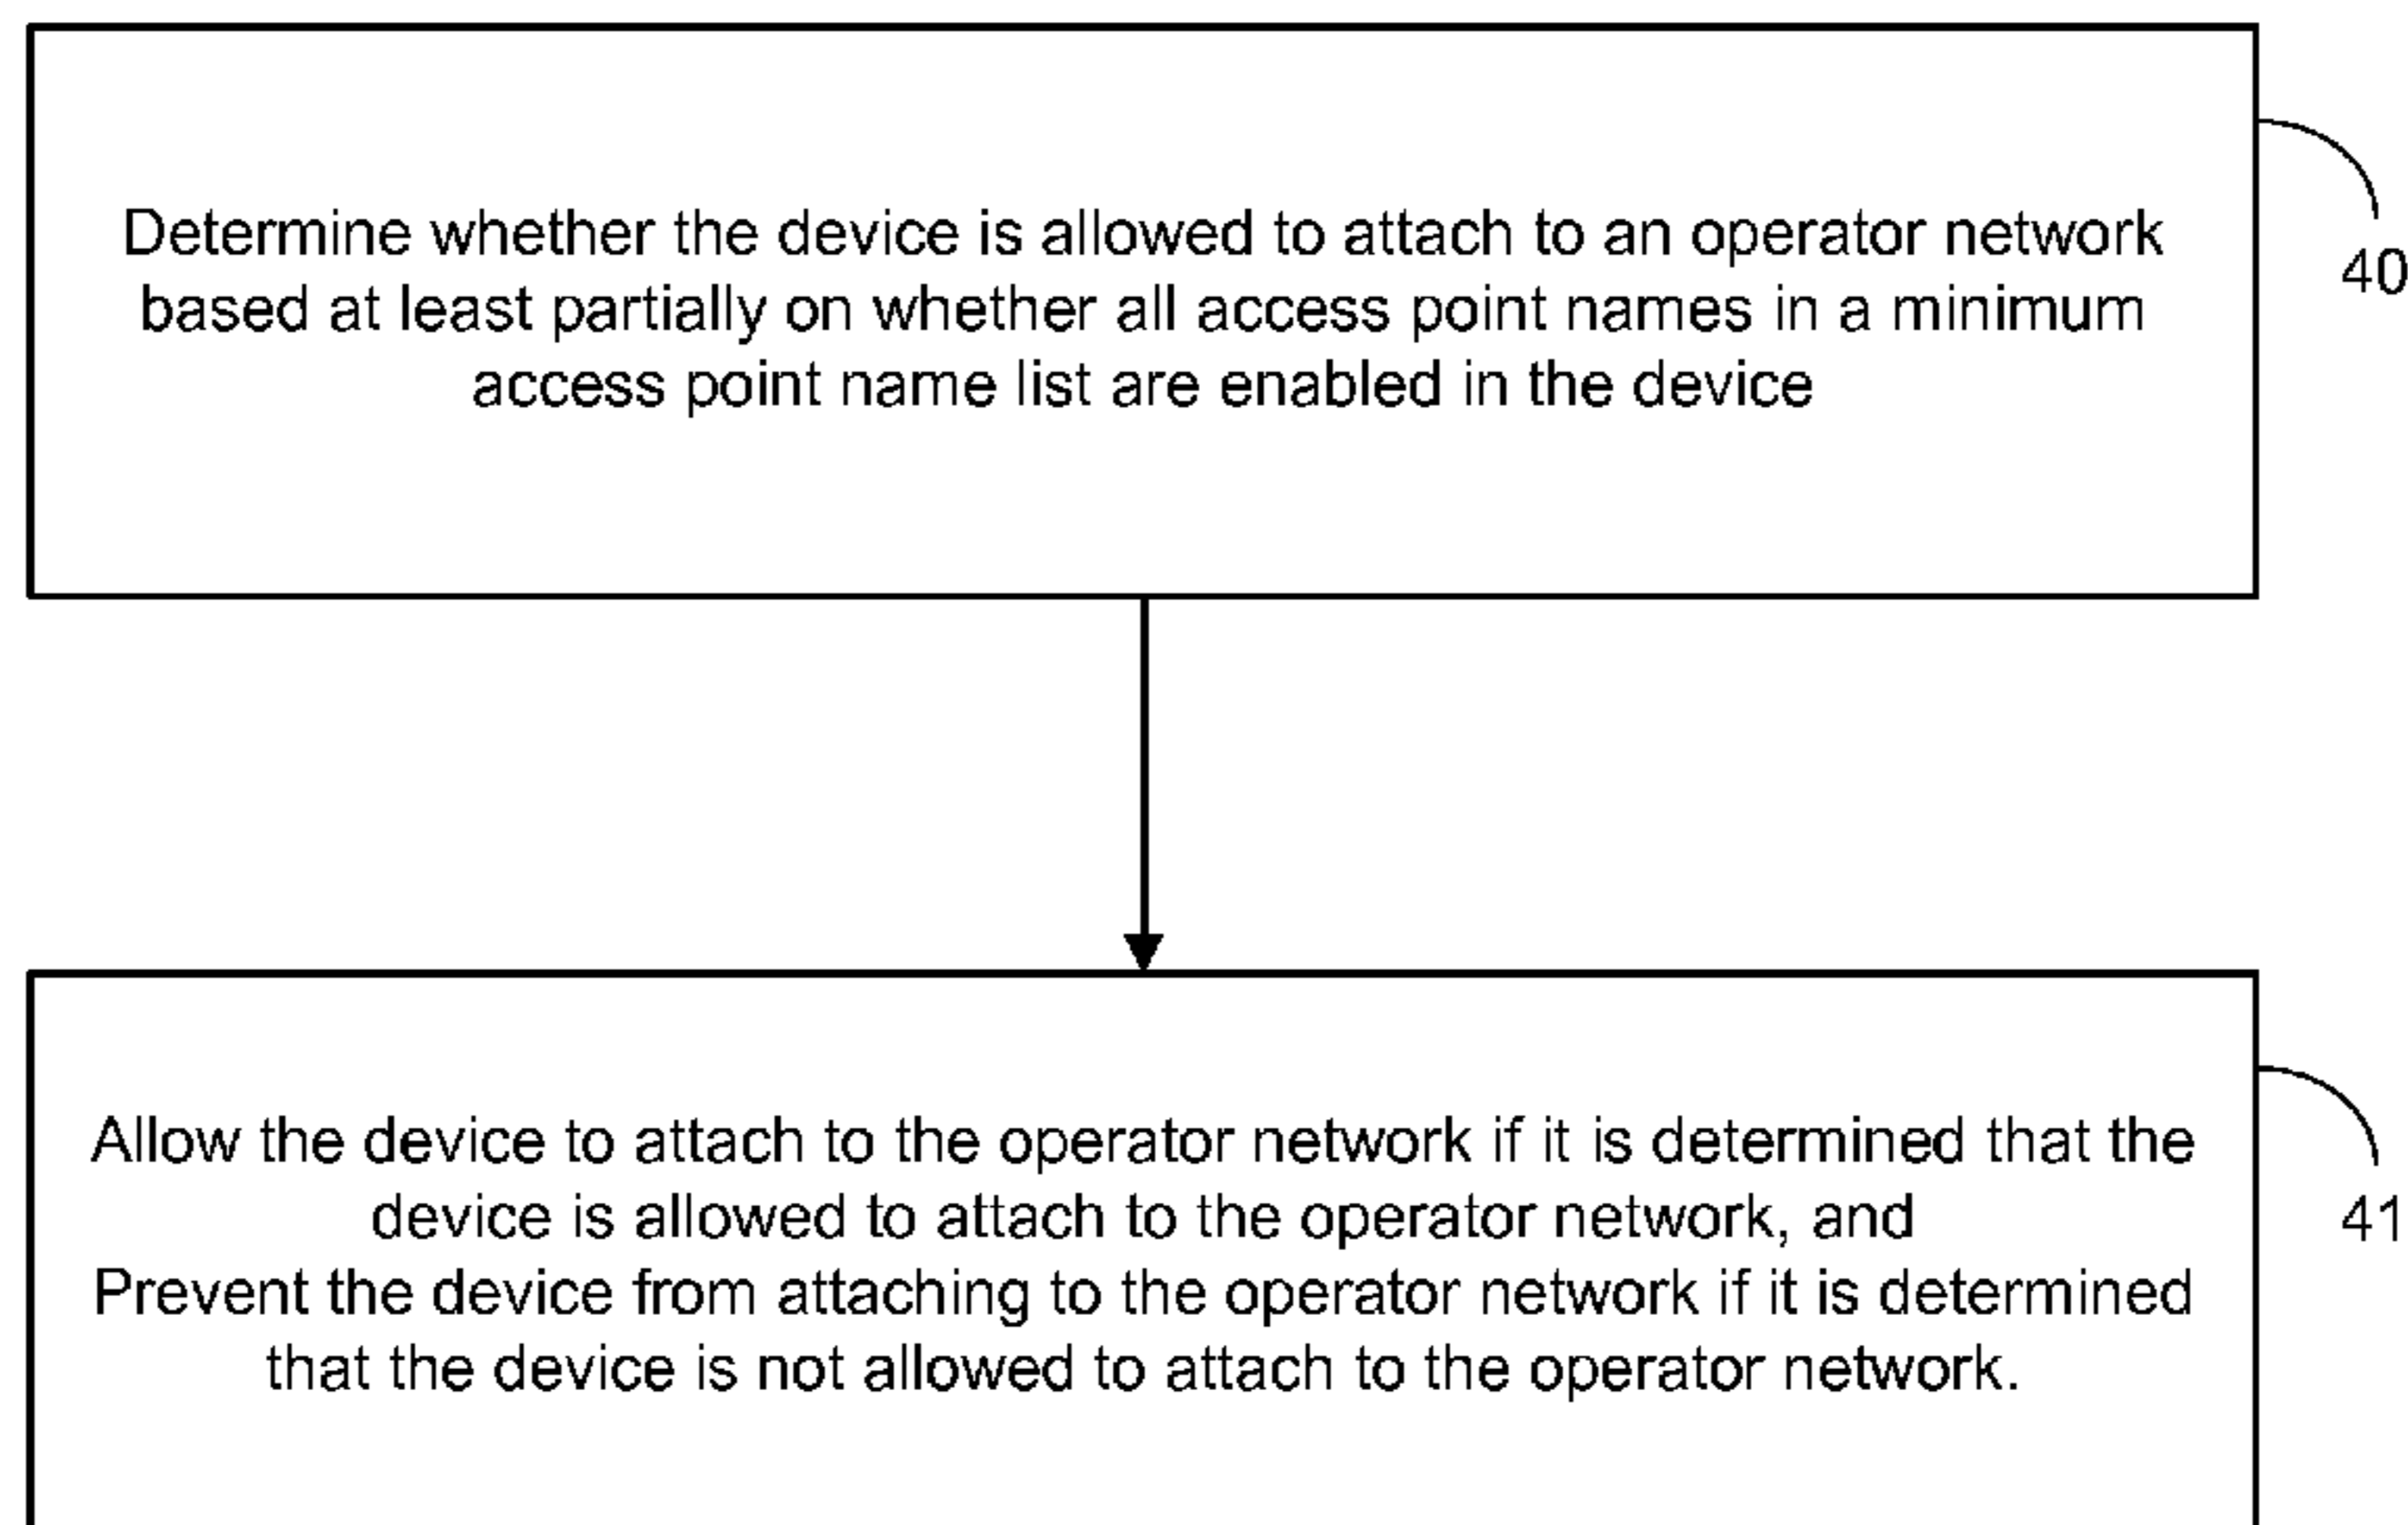 Determine whether the device is allowed to attach to an operator network
based at least partially on whether all access point names in a minimum
access point name list are enabled in the device
40
Allow the device to attach to the operator network if it is determined that the
device is allowed to attach to the operator network, and
Prevent the device from attaching to the operator network if it is determined
that the device is not allowed to attach to the operator network.
41